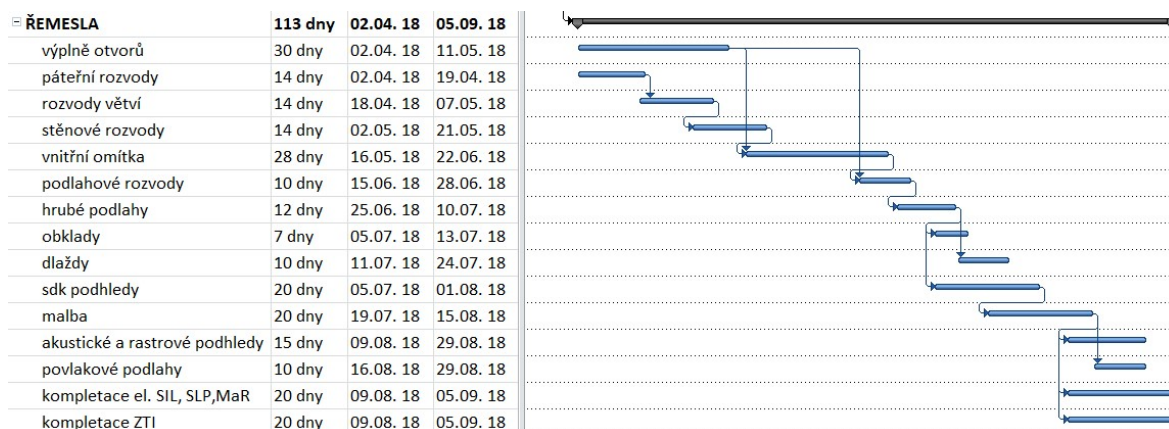 ŘEMESLA 113 dny 02.04. 18 05.09. 18
výplně otvorů 30 dny 02.04. 18 11.05. 18
páteřní rozvody 14 dny 02.04. 18 19.04. 18
rozvody větví 14 dny 18.04. 18 07.05. 18
stěnové rozvody 14 dny 02.05. 18 21.05. 18
vnitřní omítka 28 dny 16.05. 18 22.06. 18
podlahové rozvody 10 dny 15.06. 18 28.06. 18
hrubé podlahy 12 dny 25.06. 18 10.07. 18
obklady 7 dny 05.07. 18 13.07. 18
dlaždy 10 dny 11.07. 18 24.07. 18
sdk podhledy 20 dny 05.07. 18 01.08. 18
malba 20 dny 19.07. 18 15.08. 18
akustické a rastrové podhledy 15 dny 09.08. 18 29.08. 18
povlakové podlahy 10 dny 16.08. 18 29.08. 18
kompletace el. SIL, SLP,MaR 20 dny 09.08. 18 05.09. 18
kompletace ZTI 20 dny 09.08. 18 05.09. 18